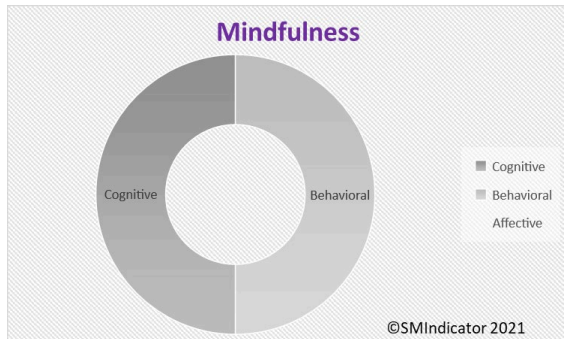 Mindfulness
Cognitive
Behavioral
Cognitive
Behavioral
Affective
©SMIndicator 2021